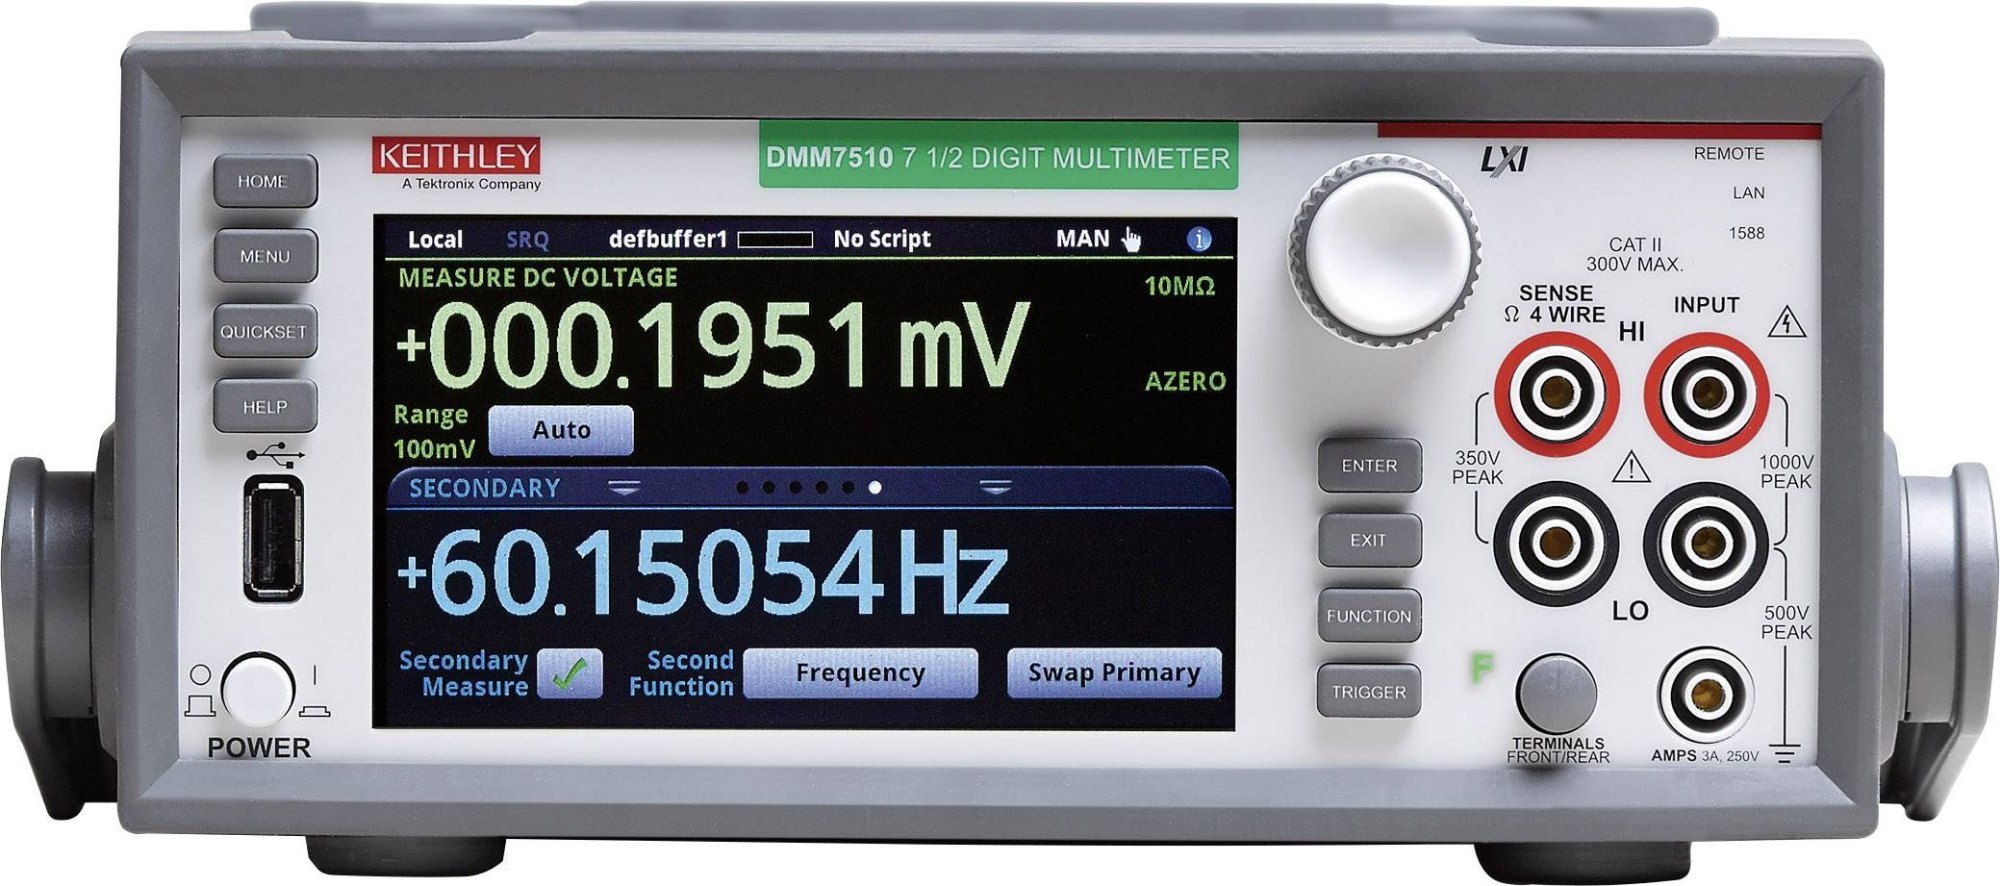 KEITHLEY
A Tektronix Company
DMM7510 7 1/2 DIGIT MULTIMETER
LXI
REMOTE
LAN
1588
HOME
MENU
QUICKSET
HELP
POWER
Local SRQ defbuffer1 No Script MAN i
MEASURE DC VOLTAGE
10MΩ
+000.1951 mV
AZERO
Range
100mV
Auto
SECONDARY
+60.15054 Hz
Secondary
Measure
Second
Function
Frequency
Swap Primary
ENTER
EXIT
FUNCTION
TRIGGER
CAT II
300V MAX.
SENSE
Ω 4 WIRE
HI
INPUT
350V
PEAK
1000V
PEAK
LO
500V
PEAK
F
TERMINALS
FRONT/REAR
AMPS 3A, 250V